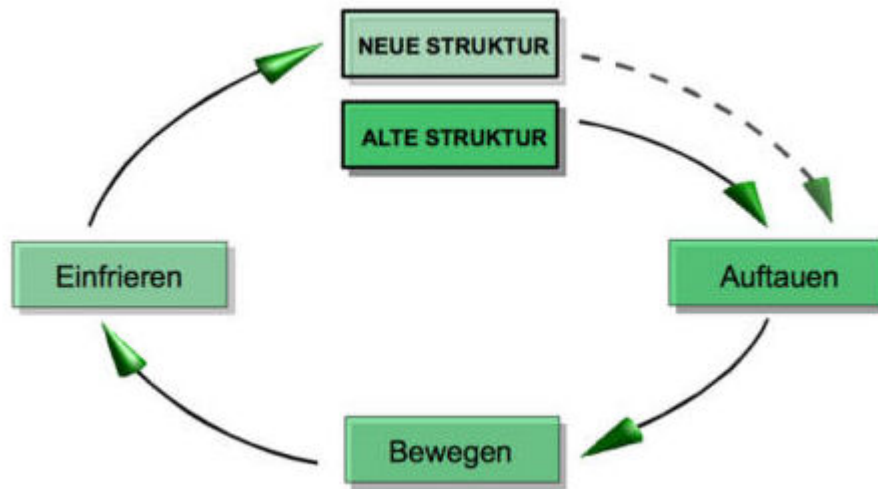 NEUE STRUKTUR
ALTE STRUKTUR
Einfrieren
Auftauen
Bewegen